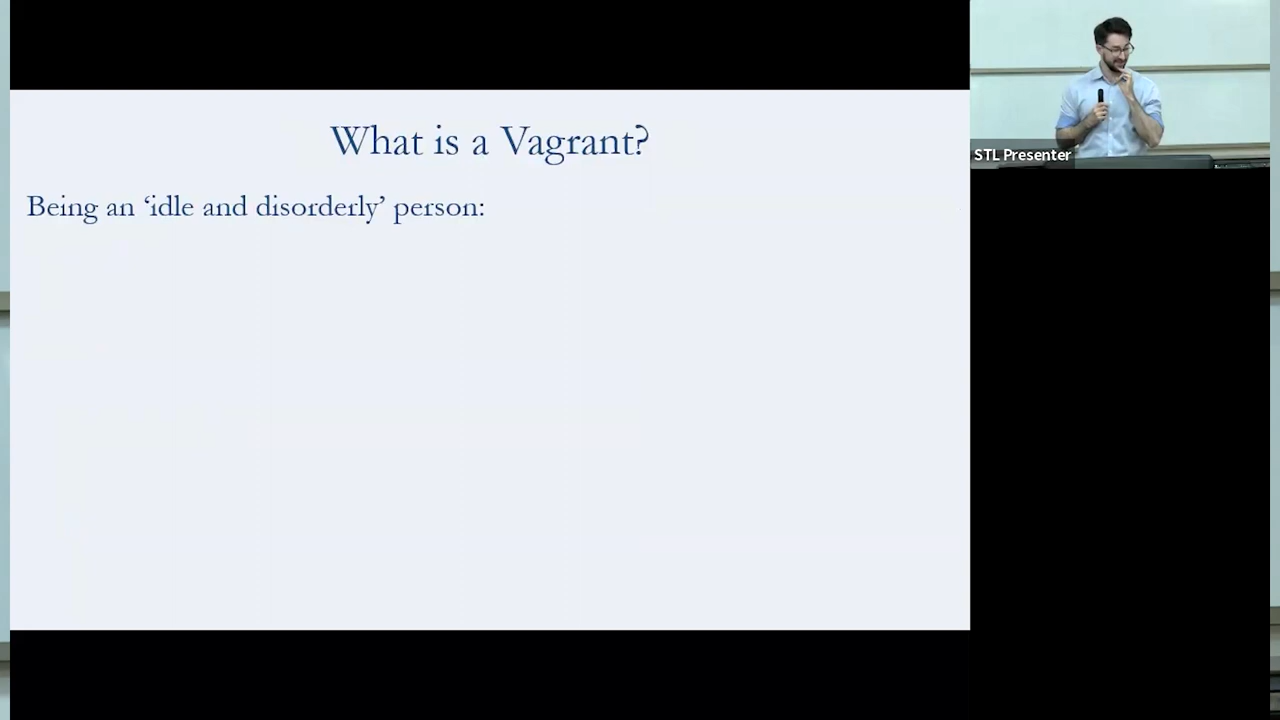 What is a Vagrant?
Being an ‘idle and disorderly’ person:
STL Presenter